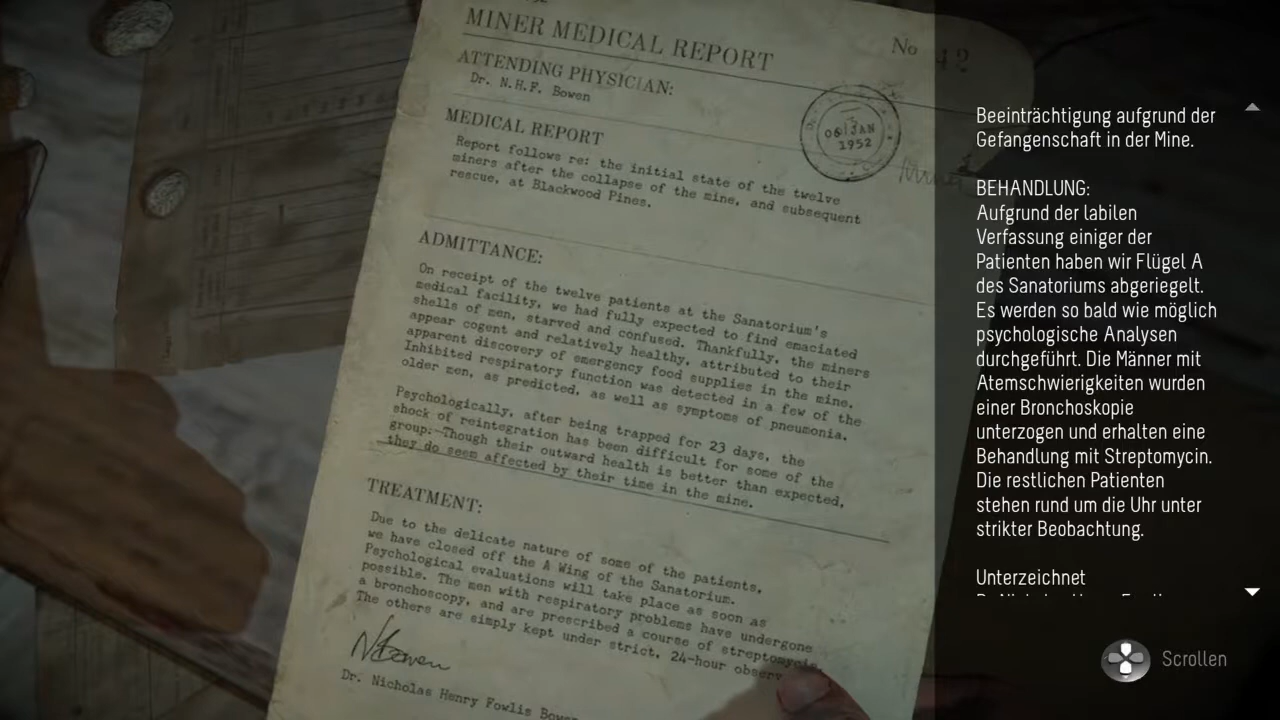 MINER MEDICAL REPORT
No 42
ATTENDING PHYSICIAN:
Dr. N.H.F. Bowen
06 JAN
1952
MEDICAL REPORT
Report follows re: the initial state of the twelve
miners after the collapse of the mine, and subsequent
rescue, at Blackwood Pines.
ADMITTANCE:
On receipt of the twelve patients at the Sanatorium's
medical facility, we had fully expected to find emaciated
shells of men, starved and confused. Thankfully, the miners
appear cogent and relatively healthy, attributed to their
apparent discovery of emergency food supplies in the mine.
Inhibited respiratory function was detected in a few of the
older men, as predicted, as well as symptoms of pneumonia.
Psychologically, after being trapped for 23 days, the
shock of reintegration has been difficult for some of the
group. Though their outward health is better than expected,
they do seem affected by their time in the mine.
TREATMENT:
Due to the delicate nature of some of the patients,
we have closed off the A Wing of the Sanatorium.
Psychological evaluations will take place as soon as
possible. The men with respiratory problems have undergone
a bronchoscopy, and are prescribed a course of streptomycin.
The others are simply kept under strict, 24-hour observ
NBowen
Dr. Nicholas Henry Fowlis Bowen
Beeinträchtigung aufgrund der
Gefangenschaft in der Mine.
BEHANDLUNG:
Aufgrund der labilen
Verfassung einiger der
Patienten haben wir Flügel A
des Sanatoriums abgeriegelt.
Es werden so bald wie möglich
psychologische Analysen
durchgeführt. Die Männer mit
Atemschwierigkeiten wurden
einer Bronchoskopie
unterzogen und erhalten eine
Behandlung mit Streptomycin.
Die restlichen Patienten
stehen rund um die Uhr unter
strikter Beobachtung.
Unterzeichnet
Scrollen